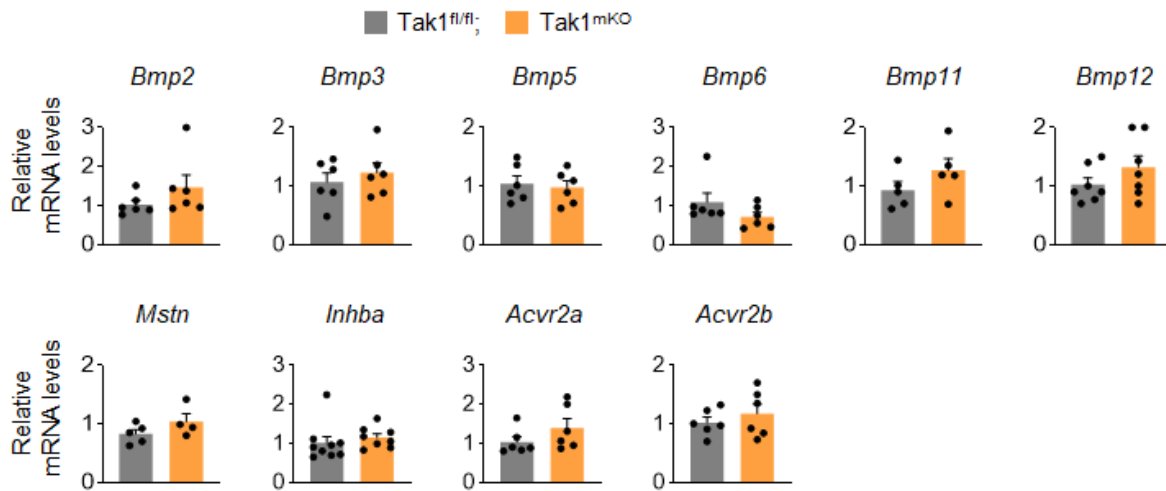 Tak1fl/fl; Tak1mKO
Bmp2 Bmp3 Bmp5 Bmp6 Bmp11 Bmp12
Relative
mRNA levels
3 2 2 3 2 3
2 2 2
1 1 1 1 1 1
0 0 0 0 0 0
Mstn Inhba Acvr2a Acvr2b
Relative
mRNA levels
2 3 3 2
2 2
1 1 1 1
0 0 0 0